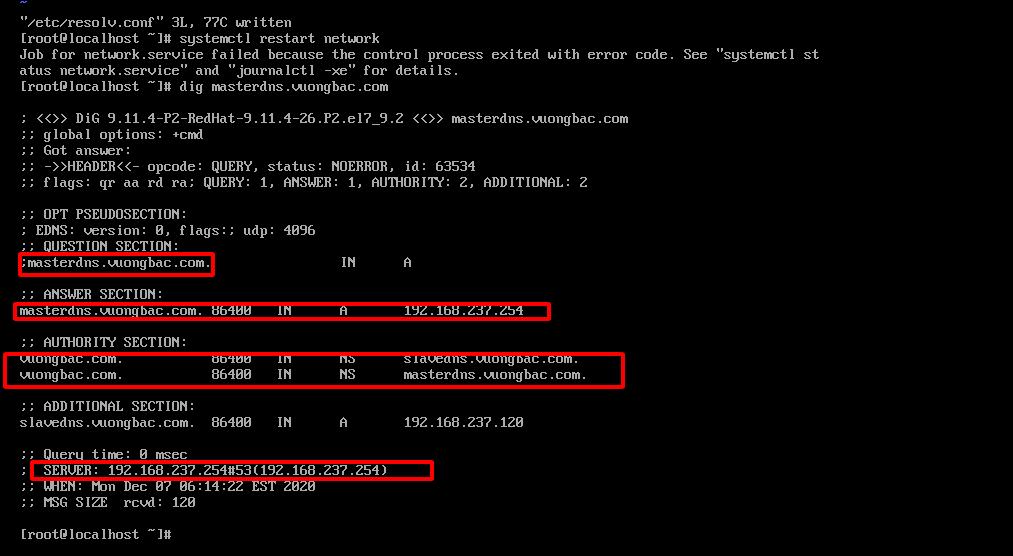 ~
"/etc/resolv.conf" 3L, 77C written
[root@localhost ~]# systemctl restart network
Job for network.service failed because the control process exited with error code. See "systemctl st
atus network.service" and "journalctl -xe" for details.
[root@localhost ~]# dig masterdns.vuongbac.com

; <<>> DiG 9.11.4-P2-RedHat-9.11.4-26.P2.el7_9.2 <<>> masterdns.vuongbac.com
;; global options: +cmd
;; Got answer:
;; ->>HEADER<<- opcode: QUERY, status: NOERROR, id: 63534
;; flags: qr aa rd ra; QUERY: 1, ANSWER: 1, AUTHORITY: 2, ADDITIONAL: 2

;; OPT PSEUDOSECTION:
; EDNS: version: 0, flags:; udp: 4096
;; QUESTION SECTION:
;masterdns.vuongbac.com. IN A

;; ANSWER SECTION:
masterdns.vuongbac.com. 86400 IN A 192.168.237.254

;; AUTHORITY SECTION:
vuongbac.com. 86400 IN NS slavedns.vuongbac.com.
vuongbac.com. 86400 IN NS masterdns.vuongbac.com.

;; ADDITIONAL SECTION:
slavedns.vuongbac.com. 86400 IN A 192.168.237.120

;; Query time: 0 msec
; SERVER: 192.168.237.254#53(192.168.237.254)
;; WHEN: Mon Dec 07 06:14:22 EST 2020
;; MSG SIZE rcvd: 120

[root@localhost ~]#